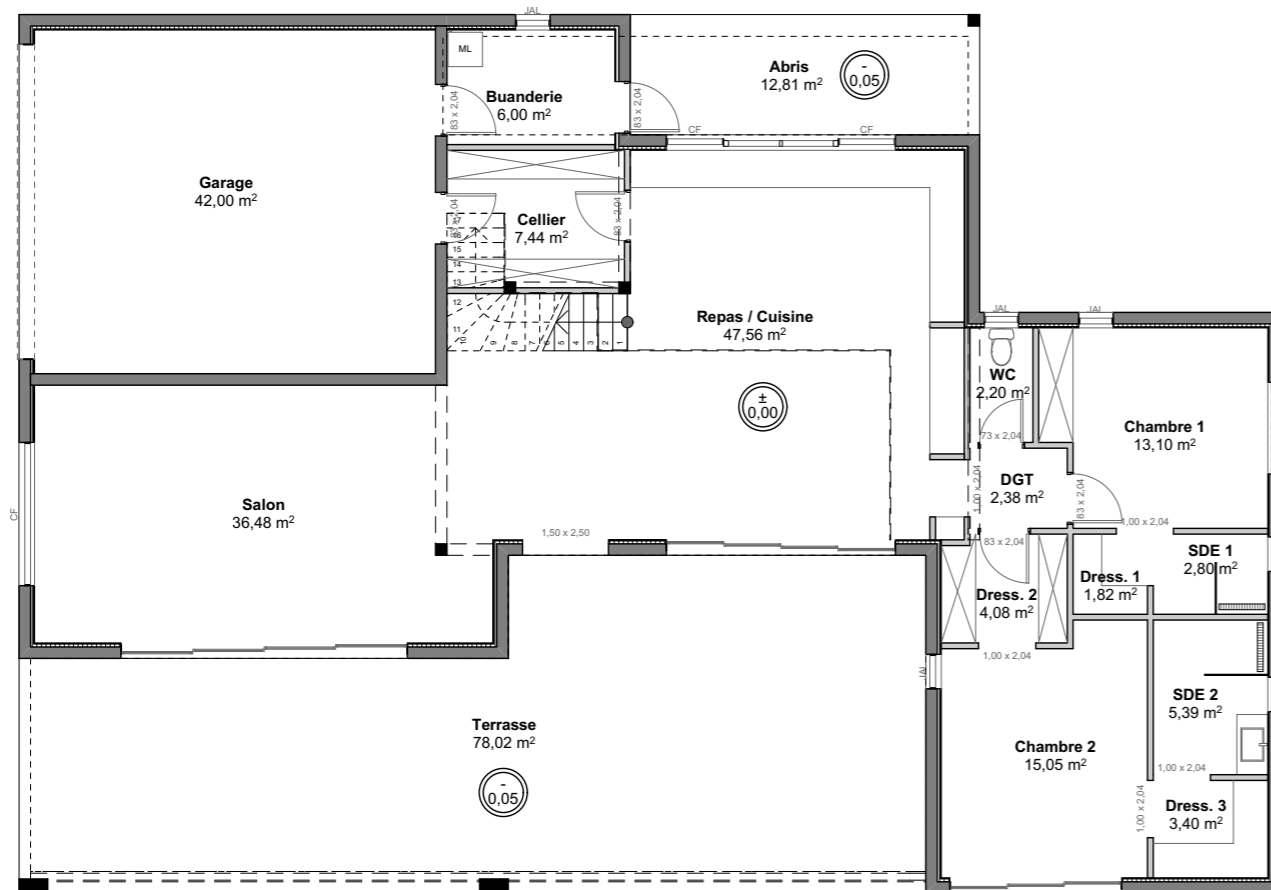 JAL
ML
Buanderie
6,00 m²
83 x 2,04
83 x 2,04
Abris
12,81 m²
-
0,05
CF
CF
Garage
42,00 m²
83 x 2,04
Cellier
7,44 m²
83 x 2,04
17
16
15
14
13
12
11
10
9
8
7
6
5
4
3
2
1
Repas / Cuisine
47,56 m²
±
0,00
JAL
JAL
WC
2,20 m²
73 x 2,04
Chambre 1
13,10 m²
DGT
2,38 m²
1,00 x 2,04
83 x 2,04
1,00 x 2,04
CF
Salon
36,48 m²
1,50 x 2,50
83 x 2,04
SDE 1
2,80 m²
Dress. 1
1,82 m²
Dress. 2
4,08 m²
1,00 x 2,04
JAL
Terrasse
78,02 m²
-
0,05
SDE 2
5,39 m²
Chambre 2
15,05 m²
1,00 x 2,04
1,00 x 2,04
Dress. 3
3,40 m²